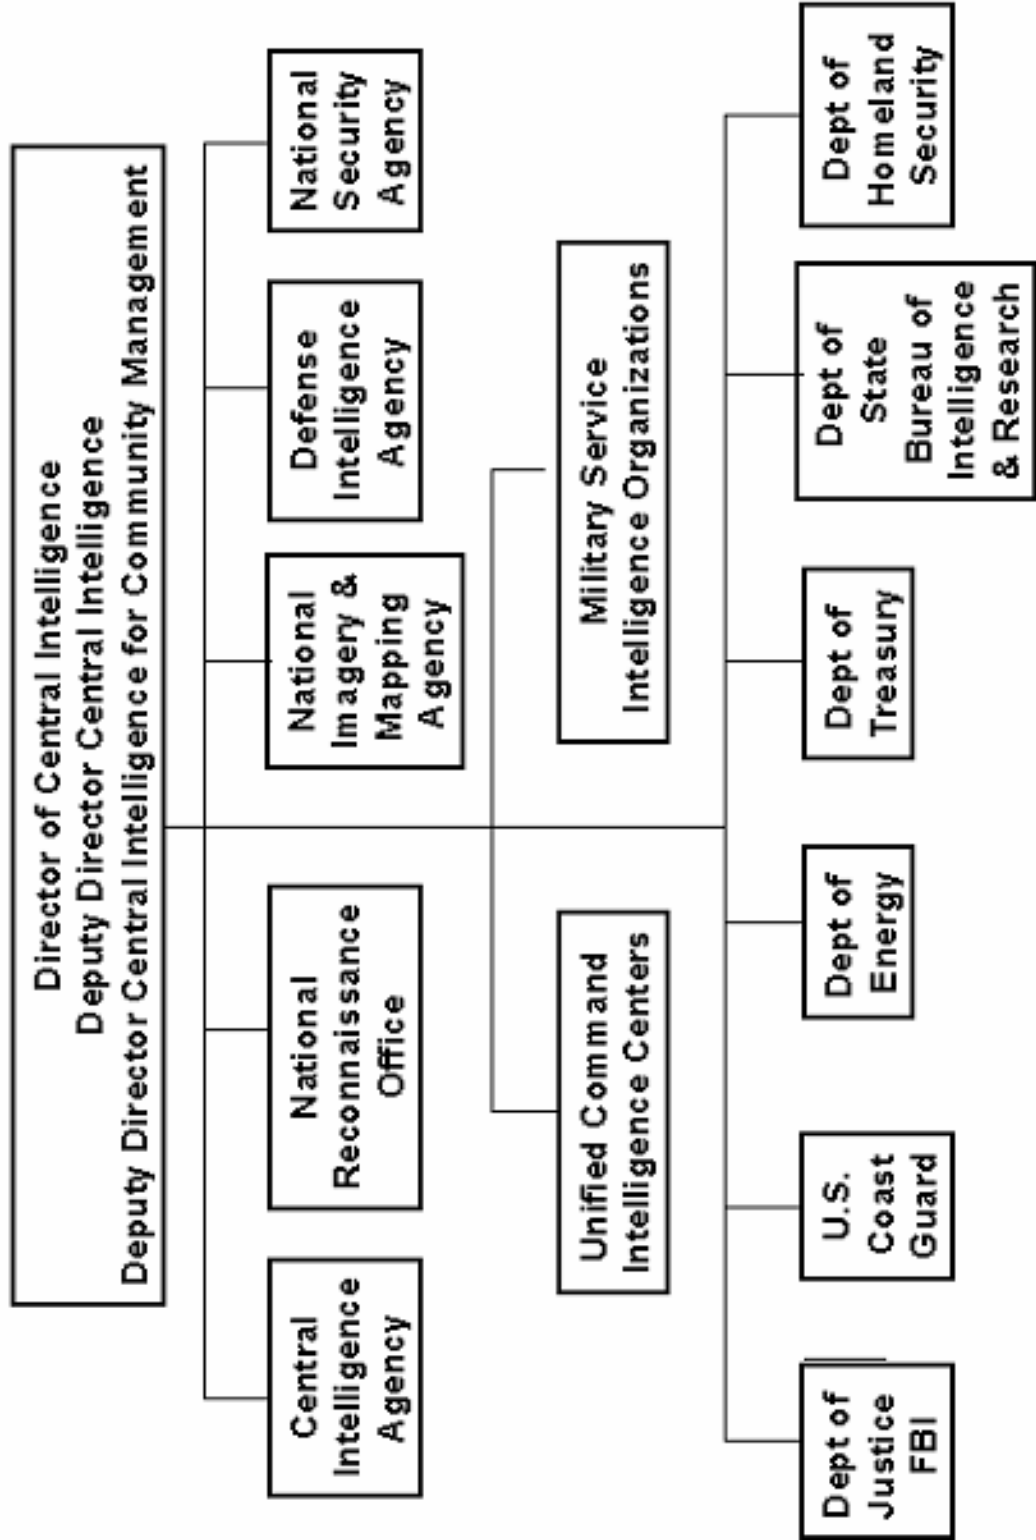 Director of Central Intelligence
Deputy Director Central Intelligence
Deputy Director Central Intelligence for Community Management
Central
Intelligence
Agency
National
Reconnaissance
Office
National
Imagery &
Mapping
Agency
Defense
Intelligence
Agency
National
Security
Agency
Unified Command
Intelligence Centers
Military Service
Intelligence Organizations
Dept of
Justice
FBI
U.S.
Coast
Guard
Dept of
Energy
Dept of
Treasury
Dept of
State
Bureau of
Intelligence
& Research
Dept of
Homeland
Security